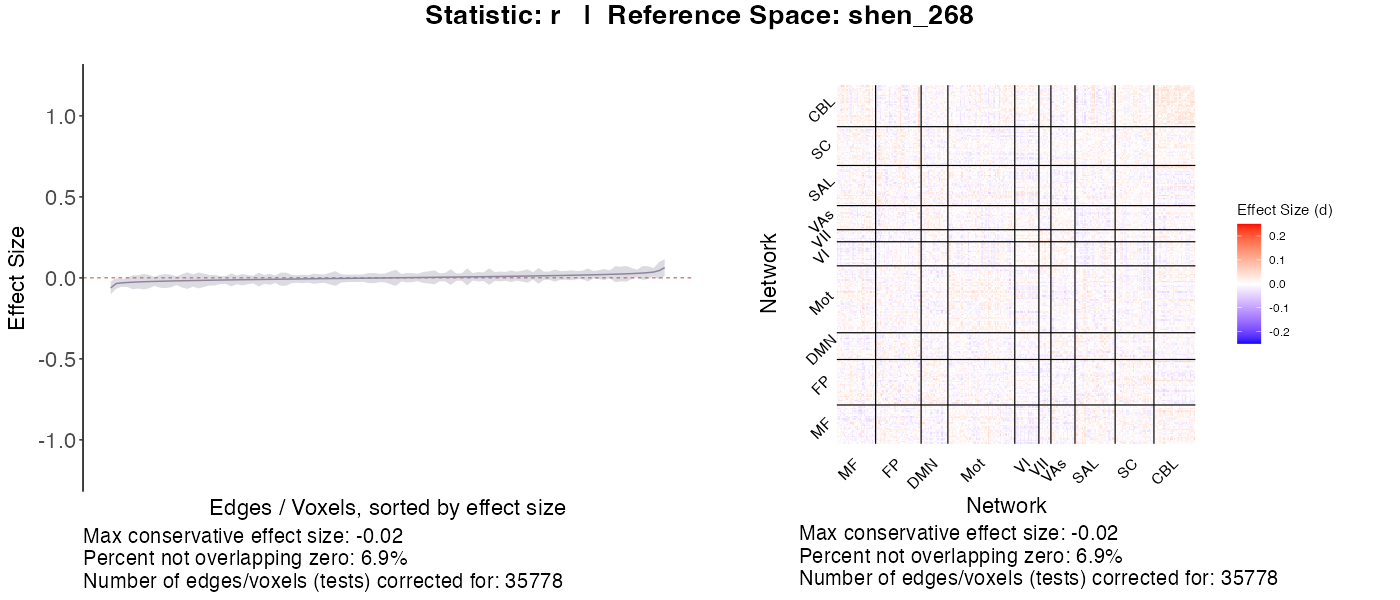 Statistic: r | Reference Space: shen_268
Effect Size
1.0
0.5
0.0
-0.5
-1.0
Edges / Voxels, sorted by effect size
Max conservative effect size: -0.02
Percent not overlapping zero: 6.9%
Number of edges/voxels (tests) corrected for: 35778
Network
CBL
SC
SAL
VAs
VII
VI
Mot
DMN
FP
MF
MF
FP
DMN
Mot
VI
VII
VAs
SAL
SC
CBL
Network
Max conservative effect size: -0.02
Percent not overlapping zero: 6.9%
Number of edges/voxels (tests) corrected for: 35778
Effect Size (d)
0.2
0.1
0.0
-0.1
-0.2